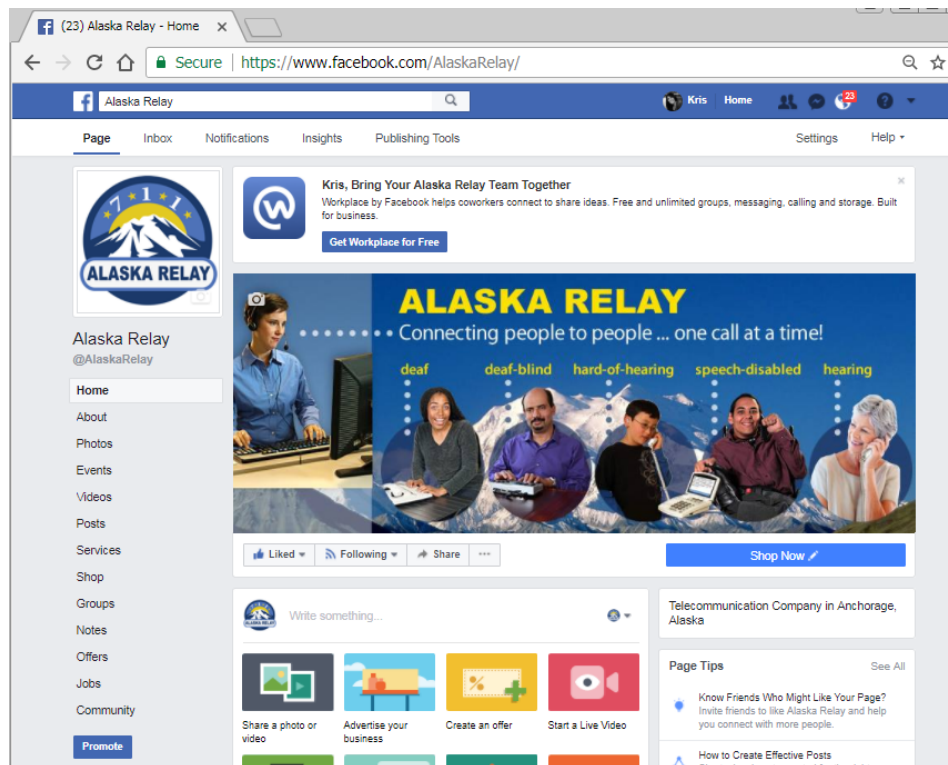 (23) Alaska Relay - Home
Secure
https://www.facebook.com/AlaskaRelay/
Alaska Relay
Kris
Home
23
Page
Inbox
Notifications
Insights
Publishing Tools
Settings
Help
7 1 1
ALASKA RELAY
Alaska Relay
@AlaskaRelay
Home
About
Photos
Events
Videos
Posts
Services
Shop
Groups
Notes
Offers
Jobs
Community
Promote
Kris, Bring Your Alaska Relay Team Together
Workplace by Facebook helps coworkers connect to share ideas. Free and unlimited groups, messaging, calling and storage. Built
for business.
Get Workplace for Free
ALASKA RELAY
Connecting people to people ... one call at a time!
deaf
deaf-blind
hard-of-hearing
speech-disabled
hearing
Liked
Following
Share
Shop Now
Write something...
Share a photo or
video
Advertise your
business
Create an offer
Start a Live Video
Telecommunication Company in Anchorage,
Alaska
Page Tips
See All
Know Friends Who Might Like Your Page?
Invite friends to like Alaska Relay and help
you connect with more people.
How to Create Effective Posts